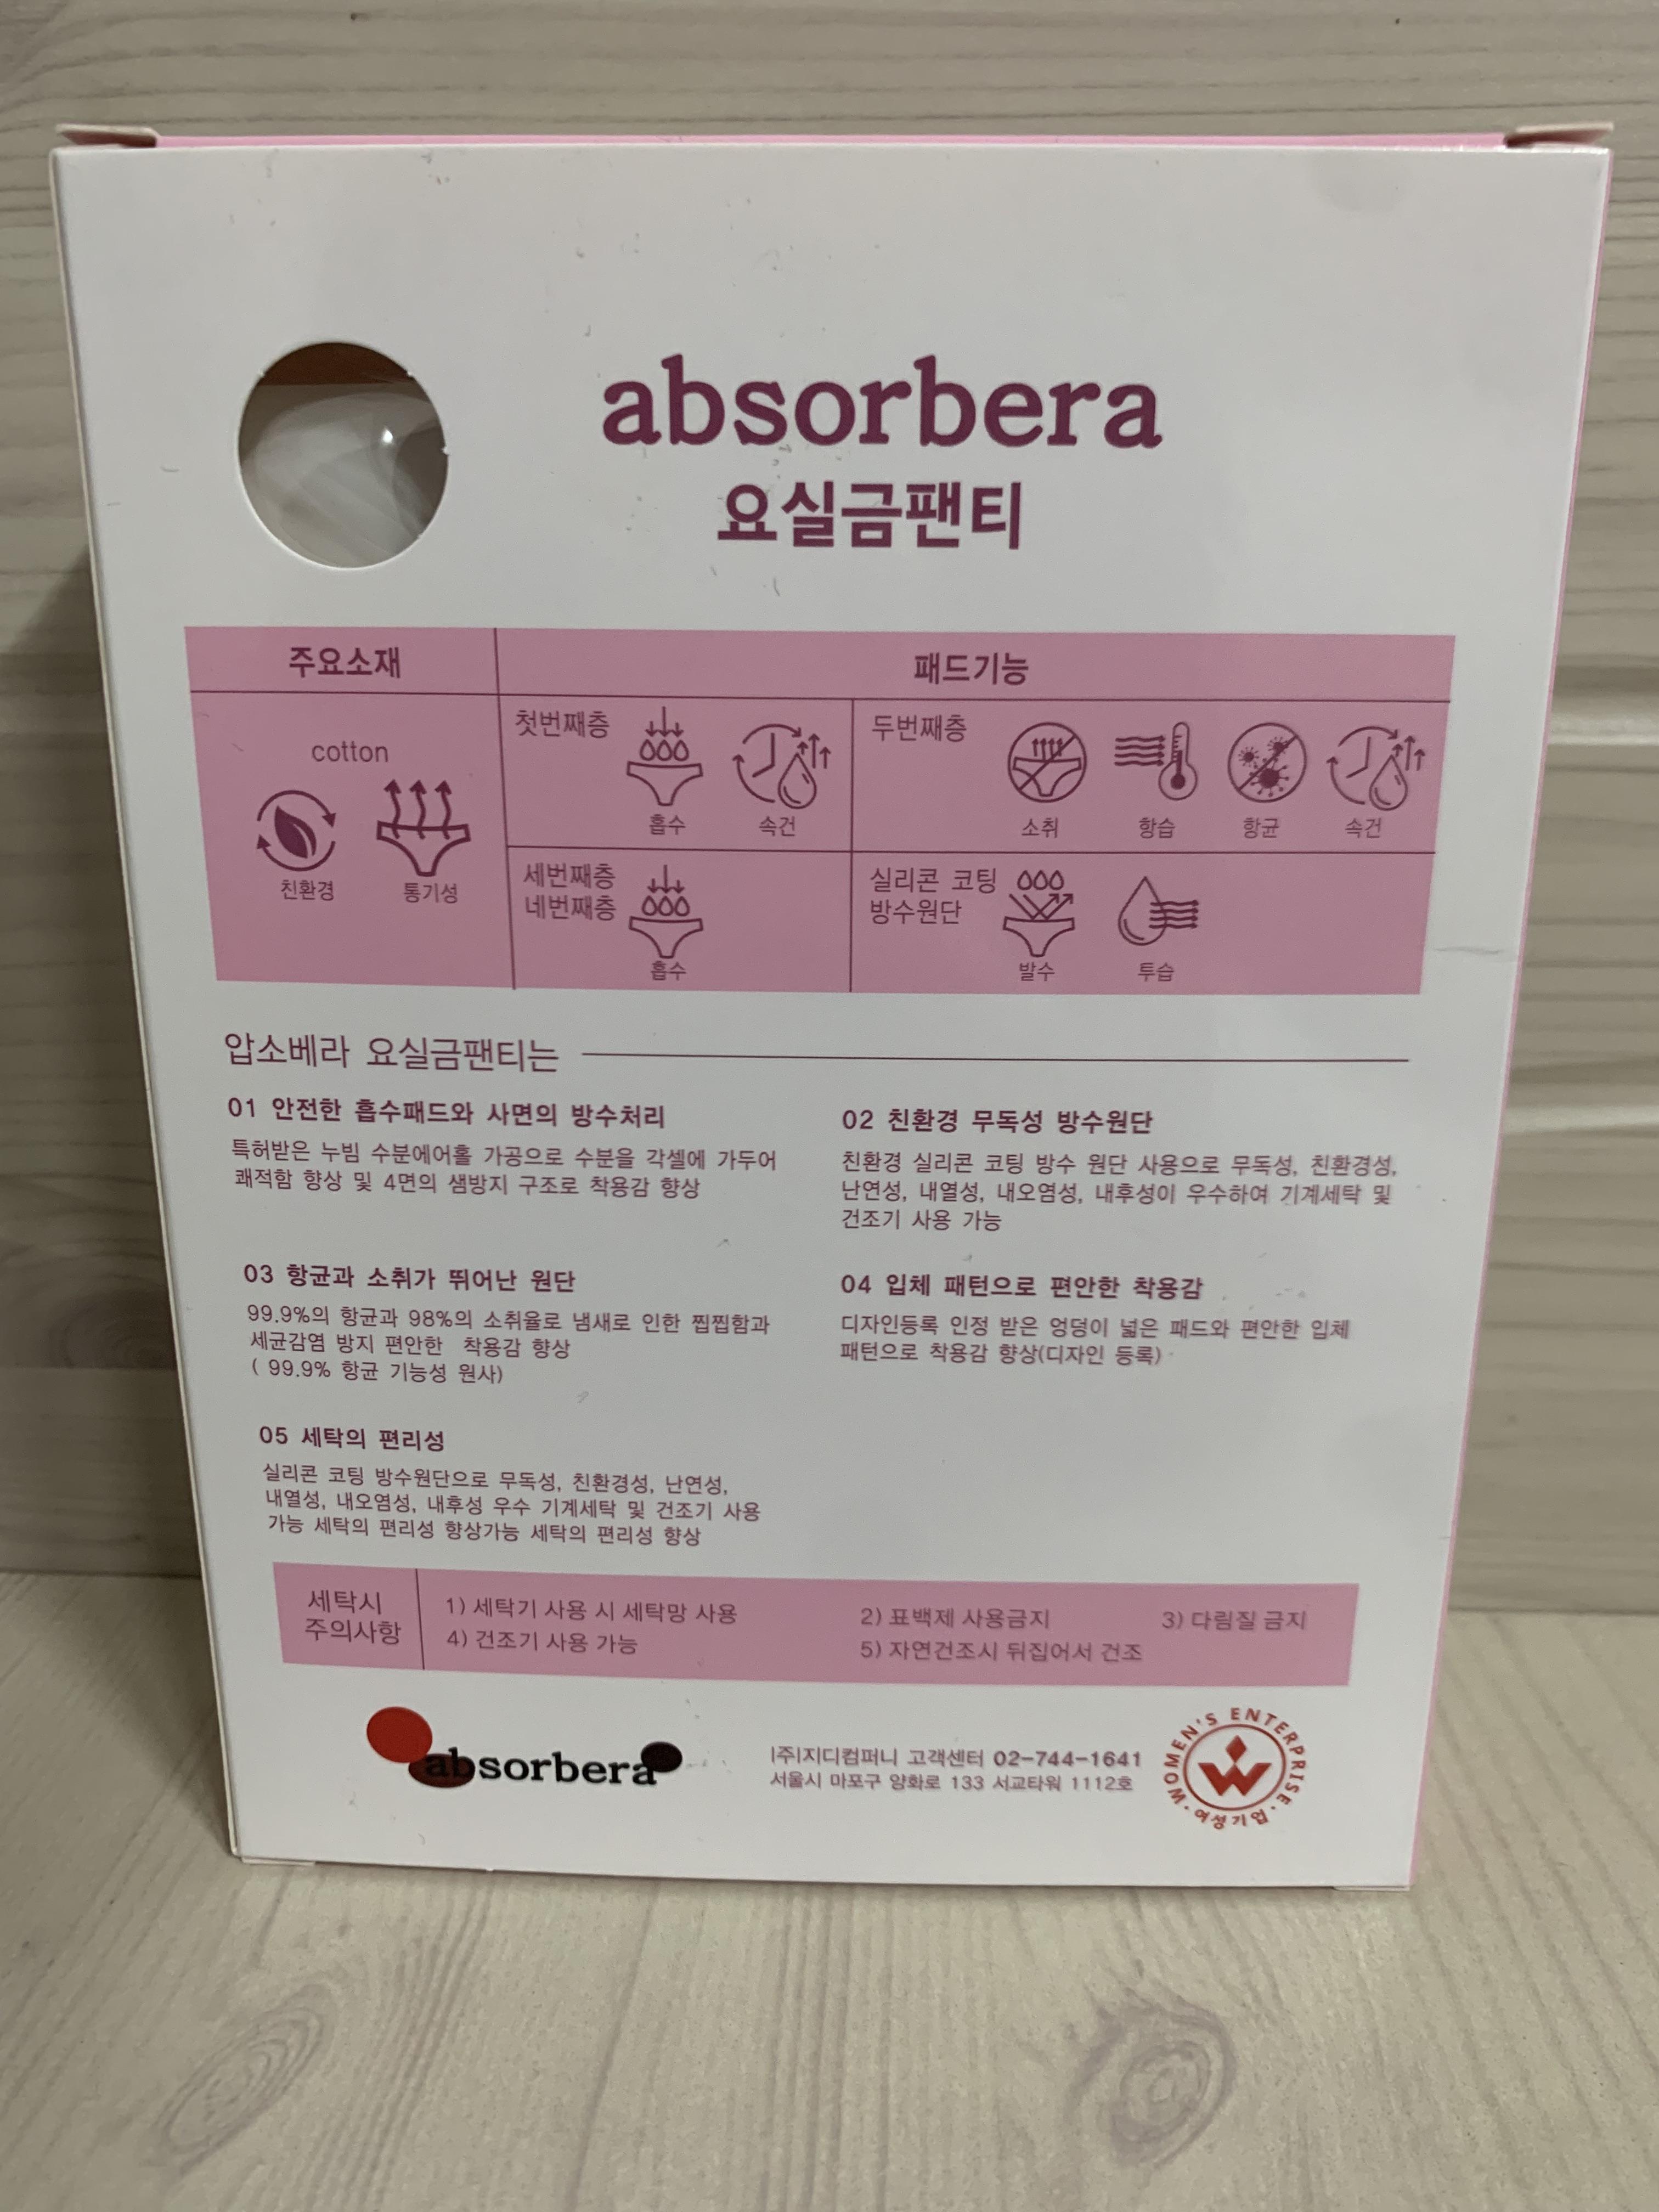 absorbera
요실금팬티
주요소재
패드기능
cotton
친환경
통기성
첫번째층
흡수
속건
두번째층
소취
항습
항균
속건
세번째층
네번째층
흡수
실리콘 코팅
방수원단
발수
투습
압소베라 요실금팬티는
01 안전한 흡수패드와 사면의 방수처리
특허받은 누빔 수분에어홀 가공으로 수분을 각셀에 가두어
쾌적함 향상 및 4면의 샘방지 구조로 착용감 향상
02 친환경 무독성 방수원단
친환경 실리콘 코팅 방수 원단 사용으로 무독성, 친환경성,
난연성, 내열성, 내오염성, 내후성이 우수하여 기계세탁 및
건조기 사용 가능
03 항균과 소취가 뛰어난 원단
99.9%의 항균과 98%의 소취율로 냄새로 인한 찝찝함과
세균감염 방지 편안한 착용감 향상
( 99.9% 항균 기능성 원사)
04 입체 패턴으로 편안한 착용감
디자인등록 인정 받은 엉덩이 넓은 패드와 편안한 입체
패턴으로 착용감 향상(디자인 등록)
05 세탁의 편리성
실리콘 코팅 방수원단으로 무독성, 친환경성, 난연성,
내열성, 내오염성, 내후성 우수 기계세탁 및 건조기 사용
가능 세탁의 편리성 향상가능 세탁의 편리성 향상
세탁시
주의사항
1) 세탁기 사용 시 세탁망 사용
2) 표백제 사용금지
3) 다림질 금지
4) 건조기 사용 가능
5) 자연건조시 뒤집어서 건조
absorbera
|주|지디컴퍼니 고객센터 02-744-1641
서울시 마포구 양화로 133 서교타워 1112호
WOMEN'S ENTERPRISE
여성기업